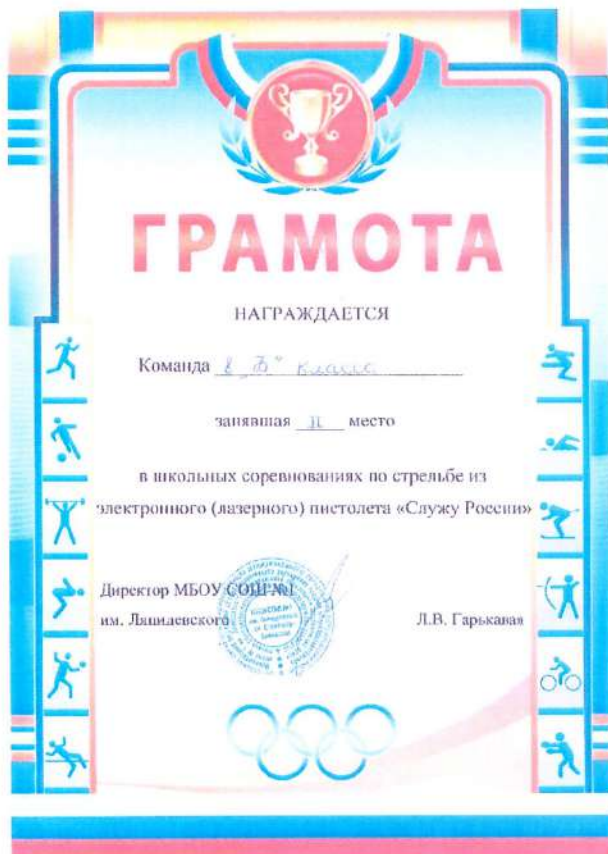 ГРАМОТА
НАГРАЖДАЕТСЯ
Команда 8 „Б" класса
занявшая II место
в школьных соревнованиях по стрельбе из
электронного (лазерного) пистолета «Служу России»
Директор МБОУ СОШ №1
им. Ляпидевского Л.В. Гарькавая